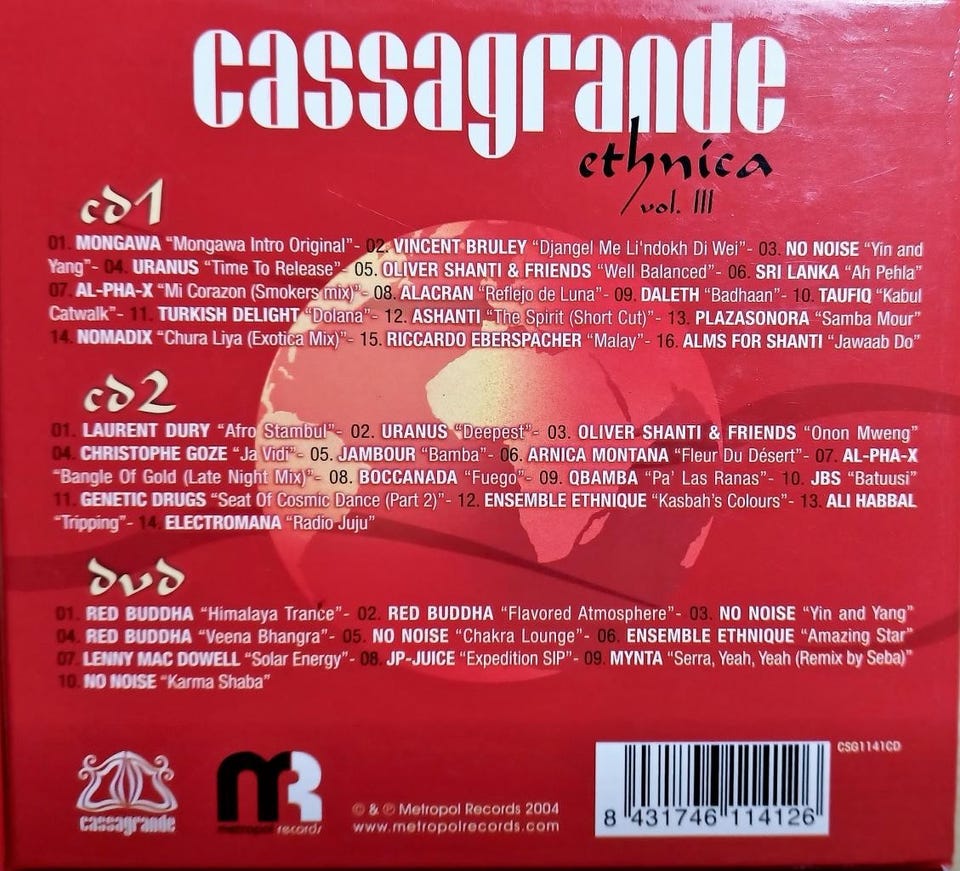 cassagrande
ethnica
vol. III
cd1
01. MONGAWA “Mongawa Intro Original”- 02. VINCENT BRULEY “Djangel Me Li'ndokh Di Wei”- 03. NO NOISE “Yin and
Yang”- 04. URANUS “Time To Release”- 05. OLIVER SHANTI & FRIENDS “Well Balanced”- 06. SRI LANKA “Ah Pehla”
07. AL-PHA-X “Mi Corazon (Smokers mix)”- 08. ALACRAN “Reflejo de Luna”- 09. DALETH “Badhaan”- 10. TAUFIQ “Kabul
Catwalk”- 11. TURKISH DELIGHT “Dolana”- 12. ASHANTI “The Spirit (Short Cut)”- 13. PLAZASONORA “Samba Mour”
14. NOMADIX “Chura Liya (Exotica Mix)”- 15. RICCARDO EBERSPACHER “Malay”- 16. ALMS FOR SHANTI “Jawaab Do”
cd2
01. LAURENT DURY “Afro Stambul”- 02. URANUS “Deepest”- 03. OLIVER SHANTI & FRIENDS “Onon Mweng”
04. CHRISTOPHE GOZE “Ja Vidi”- 05. JAMBOUR “Bamba”- 06. ARNICA MONTANA “Fleur Du Désert”- 07. AL-PHA-X
“Bangle Of Gold (Late Night Mix)”- 08. BOCCANADA “Fuego”- 09. QBAMBA “Pa' Las Ranas”- 10. JBS “Batuusi”
11. GENETIC DRUGS “Seat Of Cosmic Dance (Part 2)”- 12. ENSEMBLE ETHNIQUE “Kasbah's Colours”- 13. ALI HABBAL
“Tripping”- 14. ELECTROMANA “Radio Juju”
dvd
01. RED BUDDHA “Himalaya Trance”- 02. RED BUDDHA “Flavored Atmosphere”- 03. NO NOISE “Yin and Yang”
04. RED BUDDHA “Veena Bhangra”- 05. NO NOISE “Chakra Lounge”- 06. ENSEMBLE ETHNIQUE “Amazing Star”
07. LENNY MAC DOWELL “Solar Energy”- 08. JP-JUICE “Expedition SIP”- 09. MYNTA “Serra, Yeah, Yeah (Remix by Seba)”
10. NO NOISE “Karma Shaba”
cassagrande
mR
metropol records
© & ℗ Metropol Records 2004
www.metropolrecords.com
CSG1141CD
8 431746 114126